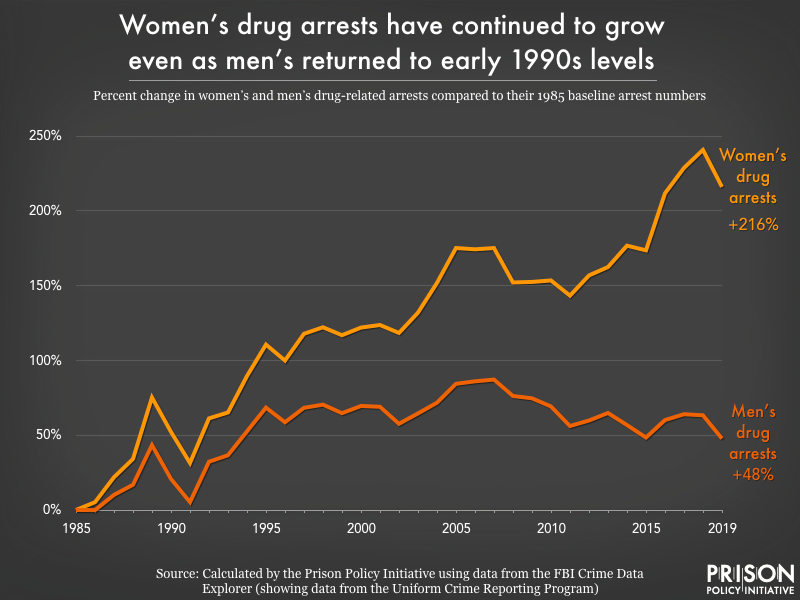 Women's drug arrests have continued to grow
even as men's returned to early 1990s levels
Percent change in women's and men's drug-related arrests compared to their 1985 baseline arrest numbers
250%
200%
150%
100%
50%
0%
Women's
drug
arrests
+216%
Men's
drug
arrests
+48%
1985
1990
1995
2000
2005
2010
2015
2019
Source: Calculated by the Prison Policy Initiative using data from the FBI Crime Data
Explorer (showing data from the Uniform Crime Reporting Program)
PRISON
POLICY INITIATIVE